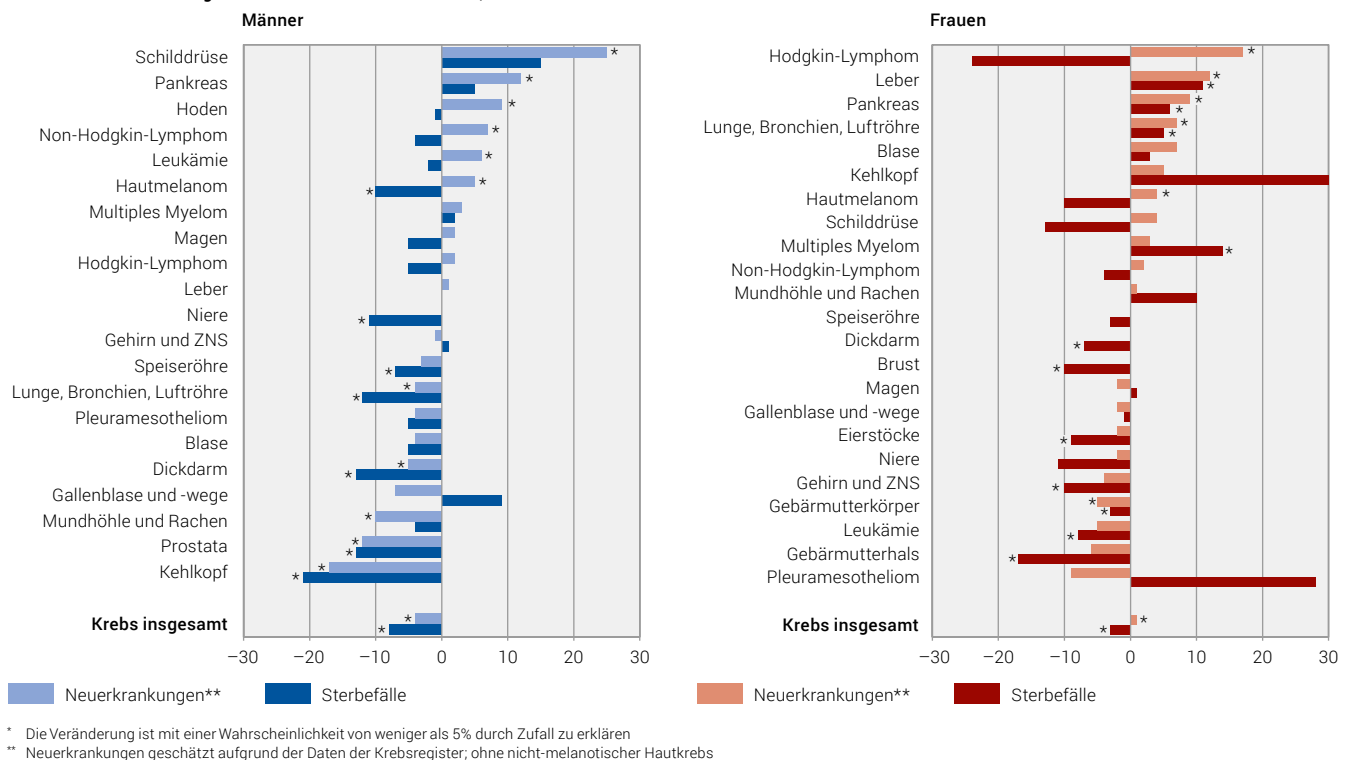 Männer
Schilddrüse
Pankreas
Hoden
Non-Hodgkin-Lymphom
Leukämie
Hautmelanom
Multiples Myelom
Magen
Hodgkin-Lymphom
Leber
Niere
Gehirn und ZNS
Speiseröhre
Lunge, Bronchien, Luftröhre
Pleuramesotheliom
Blase
Dickdarm
Gallenblase und -wege
Mundhöhle und Rachen
Prostata
Kehlkopf
Krebs insgesamt
–30 –20 –10 0 10 20 30
Neuerkrankungen** Sterbefälle
Frauen
Hodgkin-Lymphom
Leber
Pankreas
Lunge, Bronchien, Luftröhre
Blase
Kehlkopf
Hautmelanom
Schilddrüse
Multiples Myelom
Non-Hodgkin-Lymphom
Mundhöhle und Rachen
Speiseröhre
Dickdarm
Brust
Magen
Gallenblase und -wege
Eierstöcke
Niere
Gehirn und ZNS
Gebärmutterkörper
Leukämie
Gebärmutterhals
Pleuramesotheliom
Krebs insgesamt
–30 –20 –10 0 10 20 30
Neuerkrankungen** Sterbefälle
* Die Veränderung ist mit einer Wahrscheinlichkeit von weniger als 5% durch Zufall zu erklären
** Neuerkrankungen geschätzt aufgrund der Daten der Krebsregister; ohne nicht-melanotischer Hautkrebs